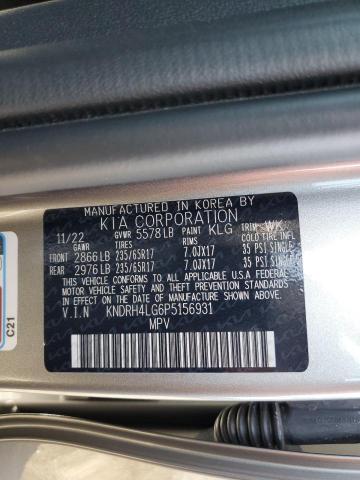 MANUFACTURED IN KOREA BY
KIA CORPORATION
11/22 GVWR 5578LB PAINT KLG TRIM WK
TIRES RIMS COLD TIRE INFL
FRONT 2866LB 235/65R17 7.0JX17 35 PSI SINGLE
REAR 2976LB 235/65R17 7.0JX17 35 PSI SINGLE
THIS VEHICLE CONFORMS TO ALL APPLICABLE U.S. FEDERAL
MOTOR VEHICLE SAFETY, BUMPER, AND THEFT PREVENTION STANDARDS
IN EFFECT ON THE DATE OF MANUFACTURE SHOWN ABOVE.
V.I.N KNDRH4LG6P5156931
MPV
C21